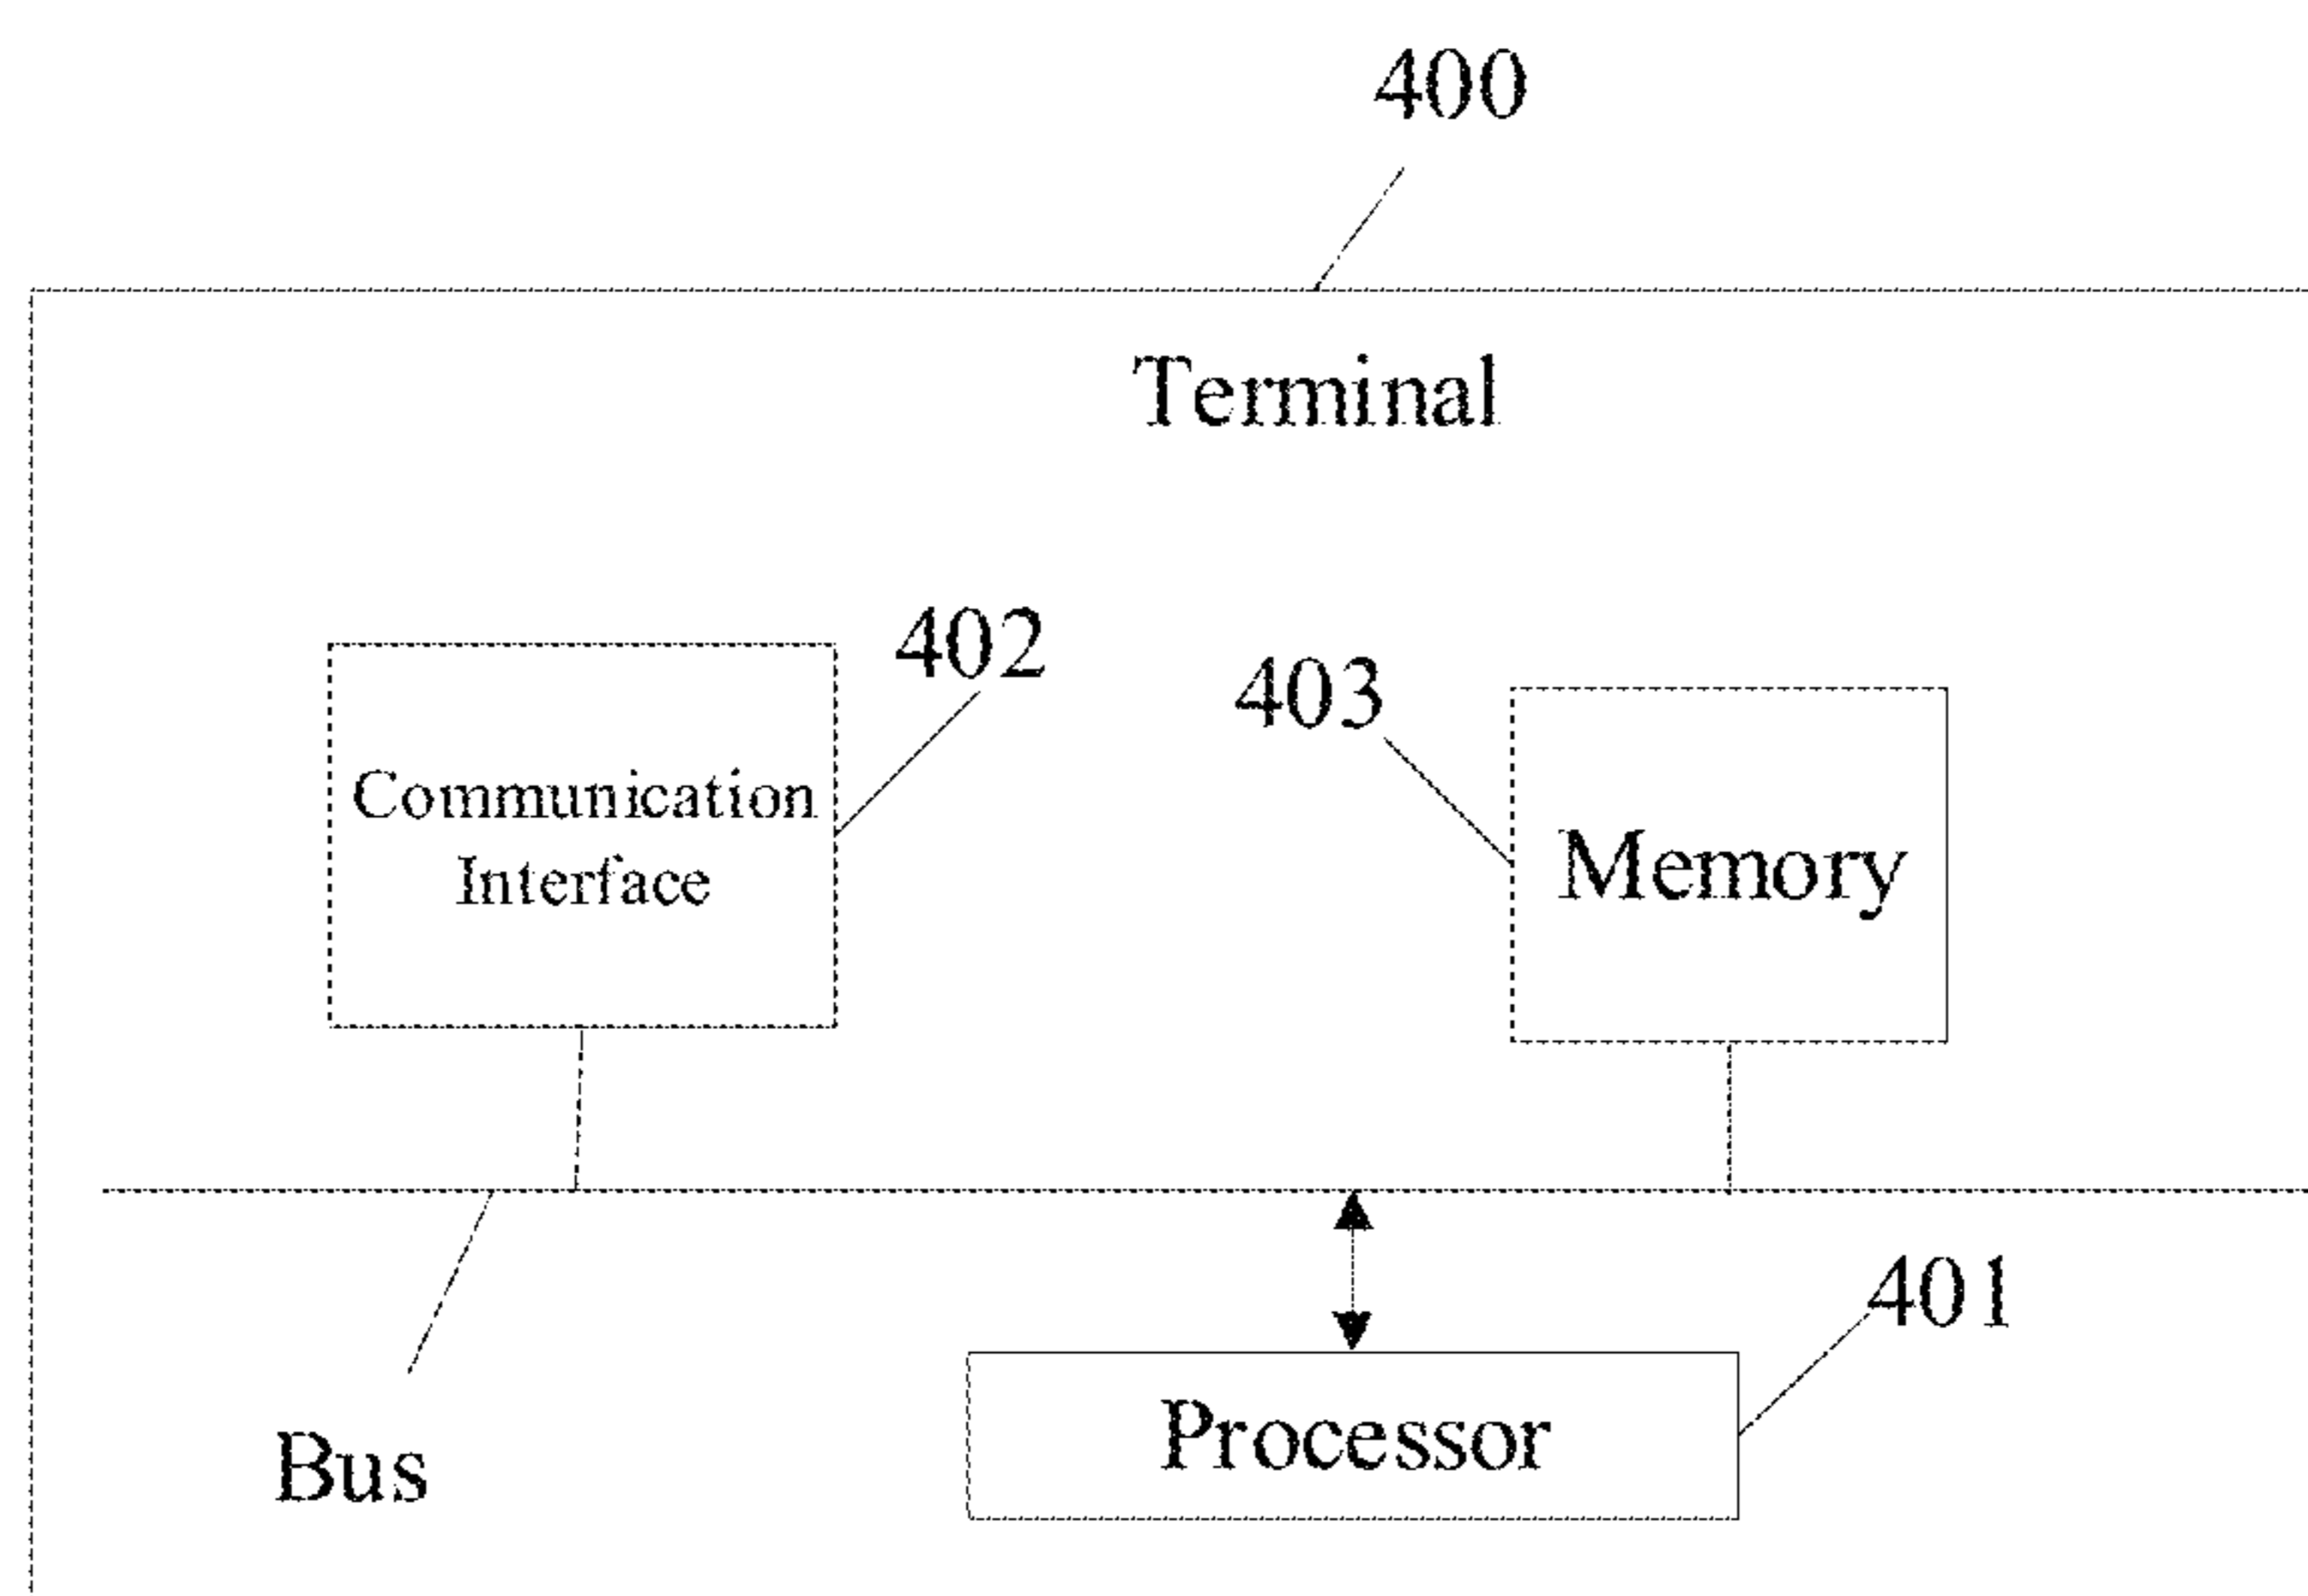 400
Terminal
402
403
Communication
Interface
Memory
401
Processor
Bus